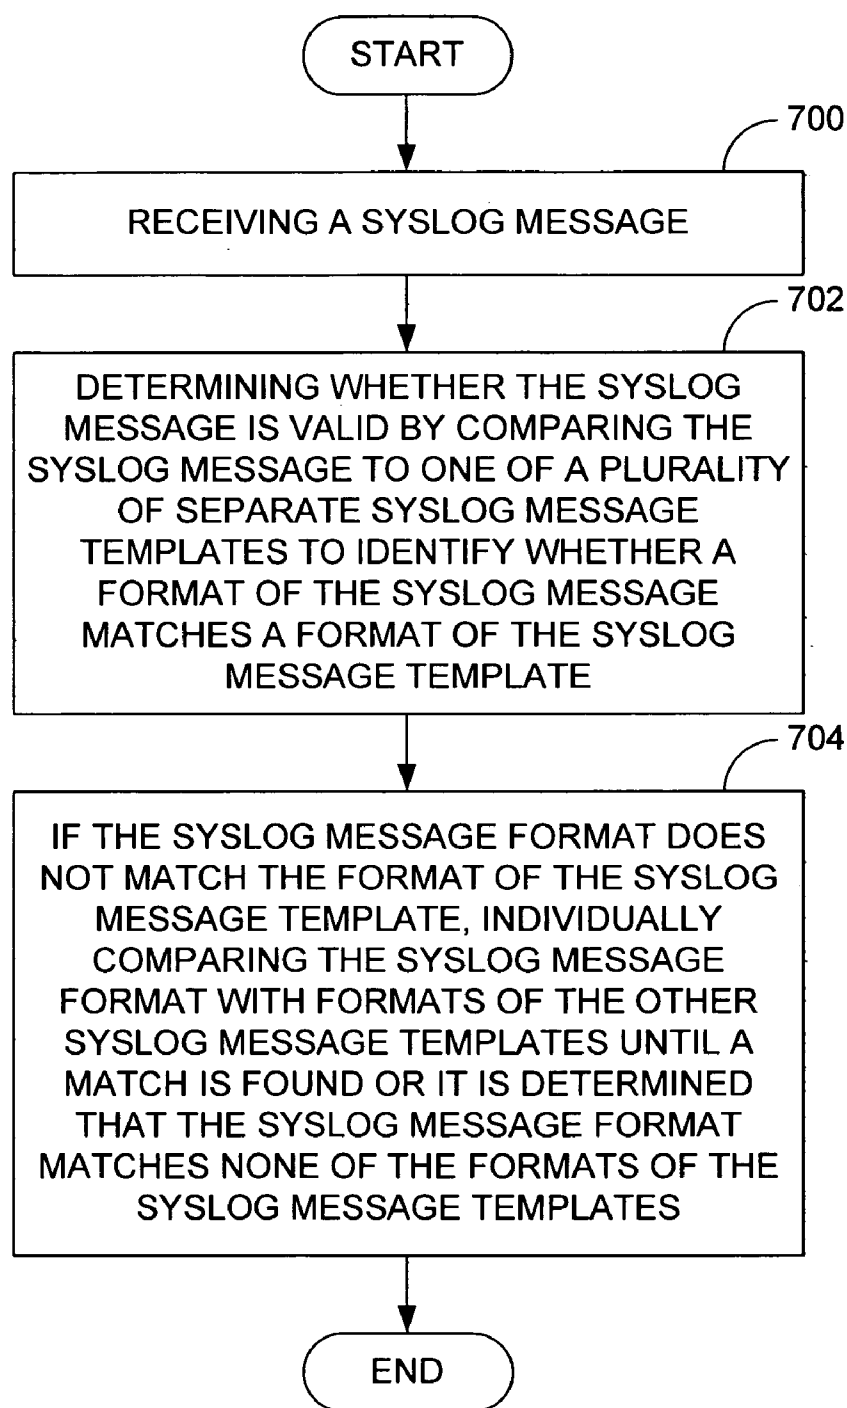 START
700
RECEIVING A SYSLOG MESSAGE
702
DETERMINING WHETHER THE SYSLOG
MESSAGE IS VALID BY COMPARING THE
SYSLOG MESSAGE TO ONE OF A PLURALITY
OF SEPARATE SYSLOG MESSAGE
TEMPLATES TO IDENTIFY WHETHER A
FORMAT OF THE SYSLOG MESSAGE
MATCHES A FORMAT OF THE SYSLOG
MESSAGE TEMPLATE
704
IF THE SYSLOG MESSAGE FORMAT DOES
NOT MATCH THE FORMAT OF THE SYSLOG
MESSAGE TEMPLATE, INDIVIDUALLY
COMPARING THE SYSLOG MESSAGE
FORMAT WITH FORMATS OF THE OTHER
SYSLOG MESSAGE TEMPLATES UNTIL A
MATCH IS FOUND OR IT IS DETERMINED
THAT THE SYSLOG MESSAGE FORMAT
MATCHES NONE OF THE FORMATS OF THE
SYSLOG MESSAGE TEMPLATES
END